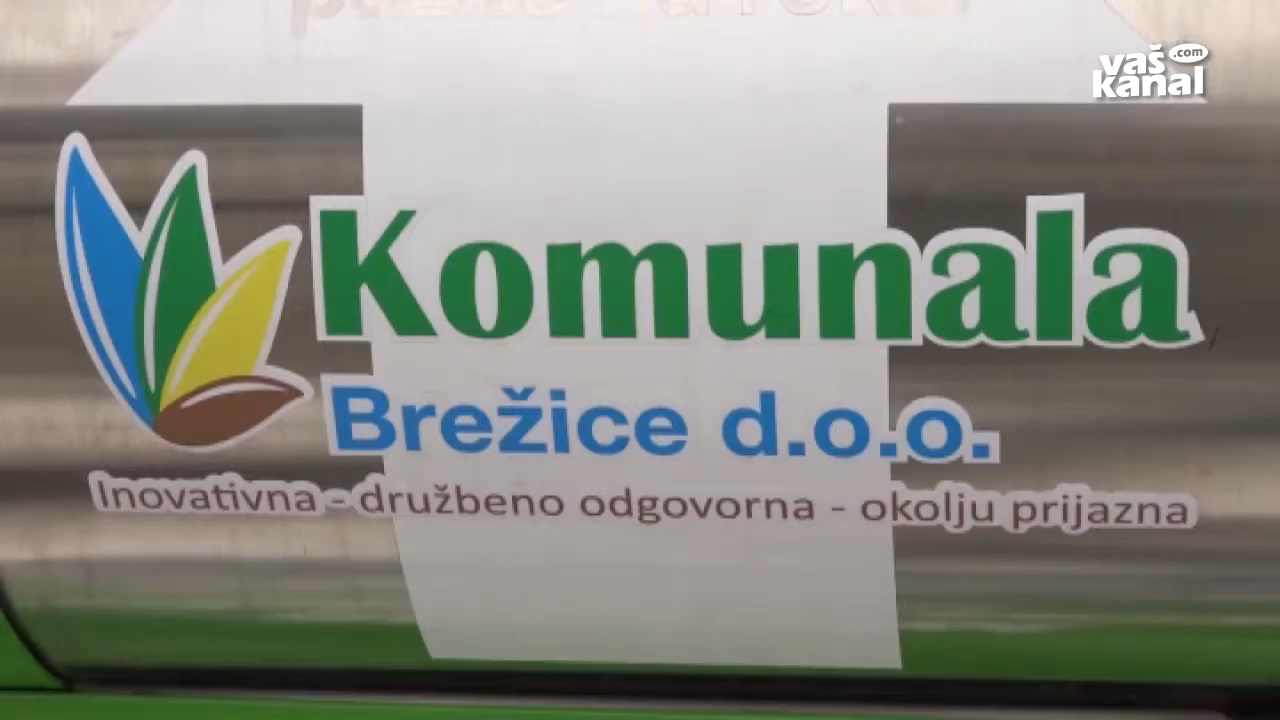 vaš
.com
kanal
Komunala
Brežice d.o.o.
Inovativna - družbeno odgovorna - okolju prijazna